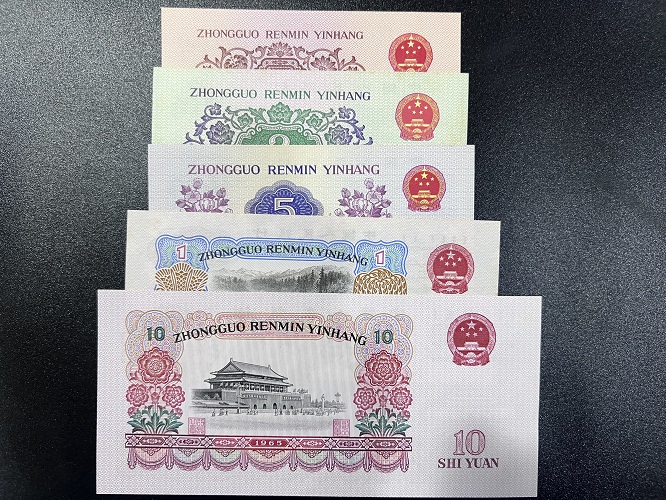 ZHONGGUO RENMIN YINHANG
ZHONGGUO RENMIN YINHANG
2
ZHONGGUO RENMIN YINHANG
5
1 ZHONGGUO RENMIN YINHANG 1
10 ZHONGGUO RENMIN YINHANG 10
1965
10
SHI YUAN